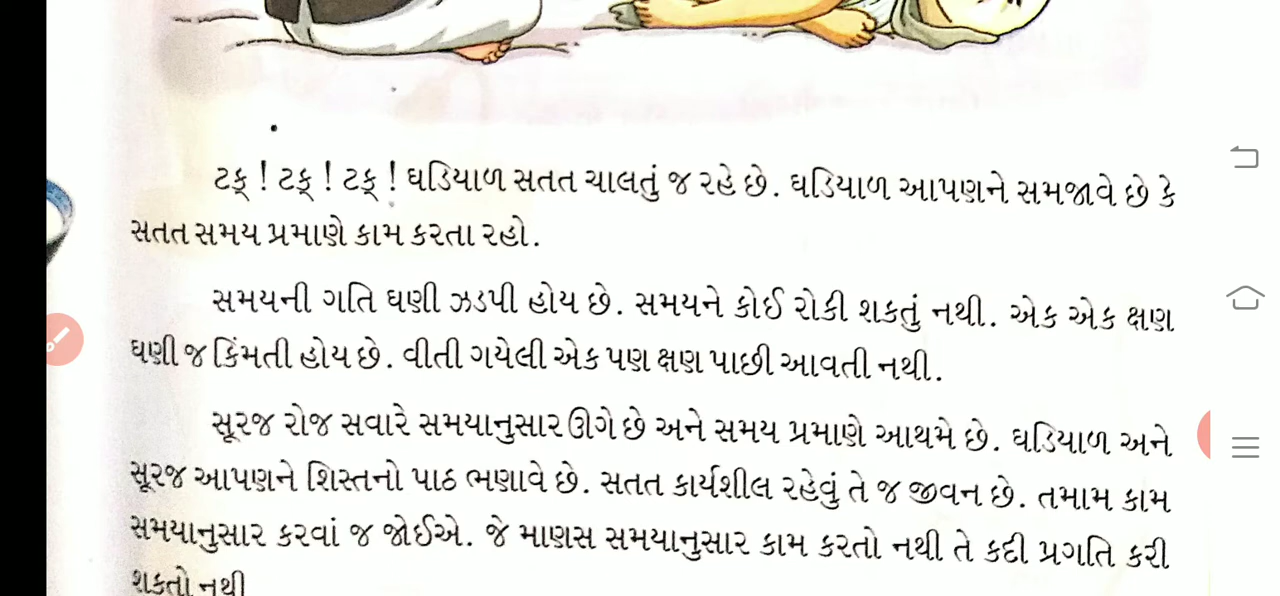 ટક્ ! ટક્ ! ટક્ ! ઘડિયાળ સતત ચાલતું જ રહે છે. ઘડિયાળ આપણને સમજાવે છે કે
સતત સમય પ્રમાણે કામ કરતા રહો.
સમયની ગતિ ઘણી ઝડપી હોય છે. સમયને કોઈ રોકી શકતું નથી. એક એક ક્ષણ
ઘણી જ કિંમતી હોય છે. વીતી ગયેલી એક પણ ક્ષણ પાછી આવતી નથી.
સૂરજ રોજ સવારે સમયાનુસાર ઊગે છે અને સમય પ્રમાણે આથમે છે. ઘડિયાળ અને
સૂરજ આપણને શિસ્તનો પાઠ ભણાવે છે. સતત કાર્યશીલ રહેવું તે જ જીવન છે. તમામ કામ
સમયાનુસાર કરવાં જ જોઈએ. જે માણસ સમયાનુસાર કામ કરતો નથી તે કદી પ્રગતિ કરી
શકતો નથી